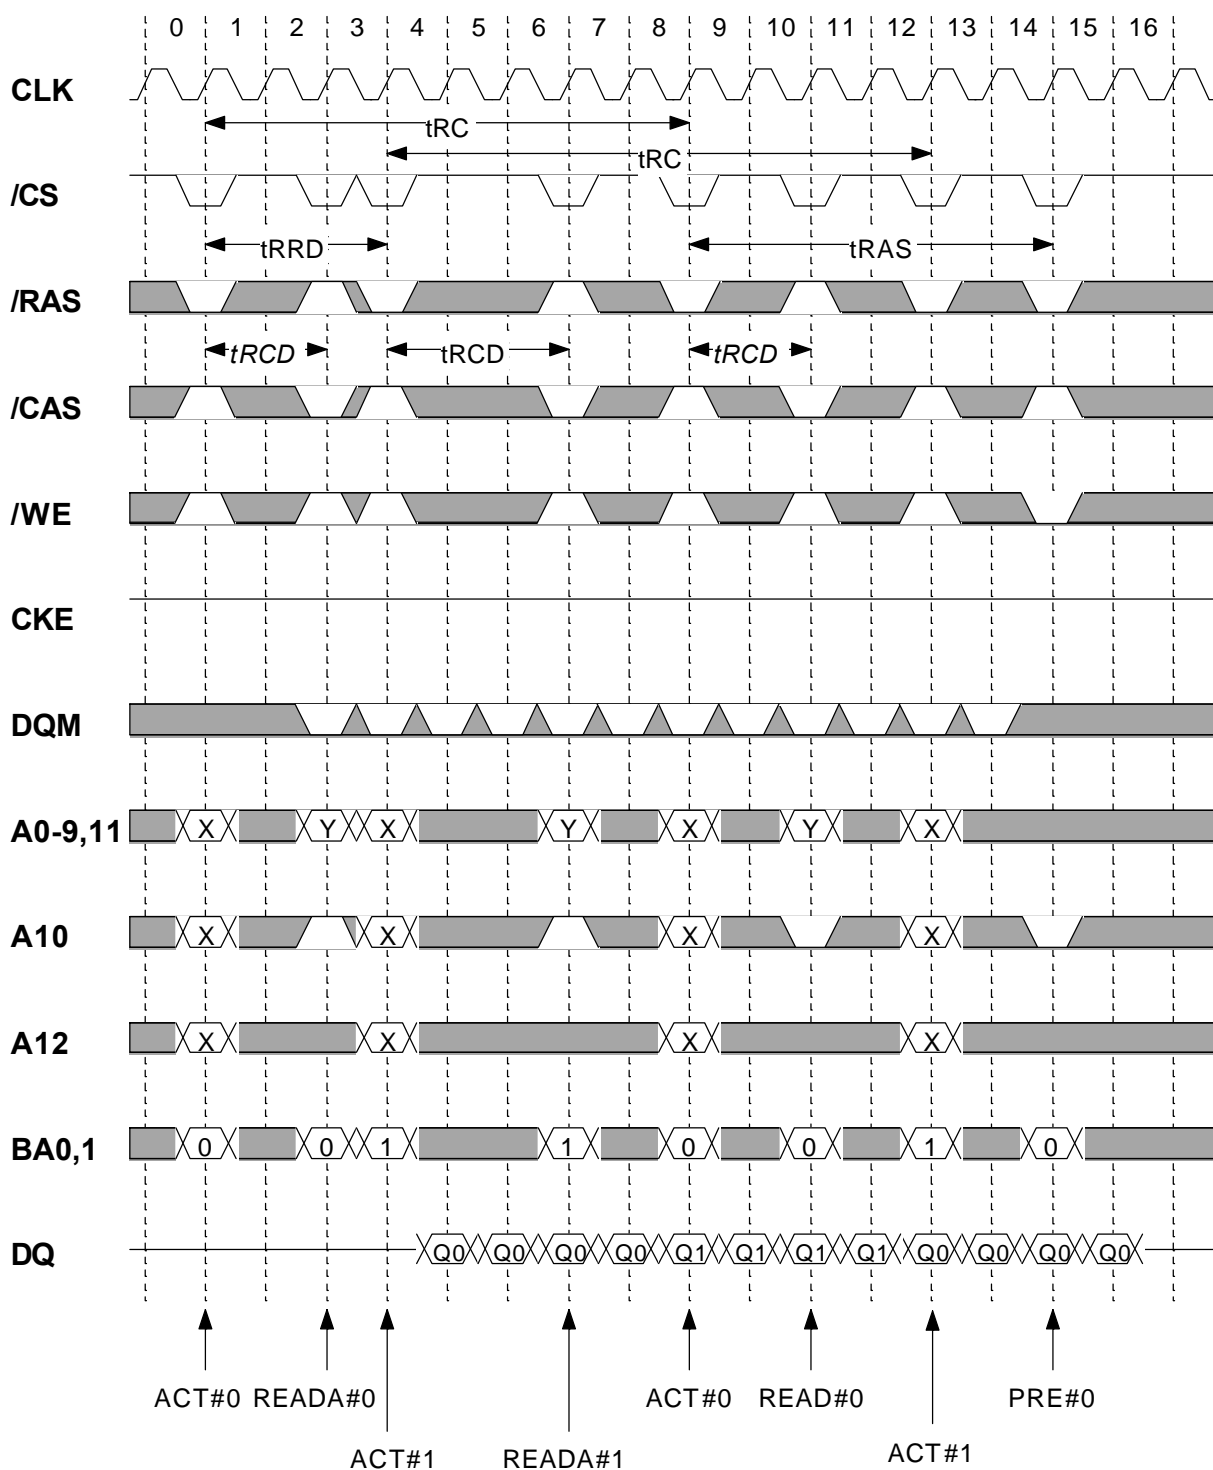 0 1 2 3 4 5 6 7 8 9 10 11 12 13 14 15 16
CLK
tRC
tRC
/CS
tRRD tRAS
/RAS
tRCD tRCD tRCD
/CAS
/WE
CKE
DQM
A0-9,11 X Y X Y X Y X
A10 X X X X
A12 X X X X
BA0,1 0 0 1 1 0 0 1 0
DQ Q0 Q0 Q0 Q0 Q1 Q1 Q1 Q1 Q0 Q0 Q0 Q0
ACT#0 READA#0 ACT#0 READ#0 PRE#0
ACT#1 READA#1 ACT#1